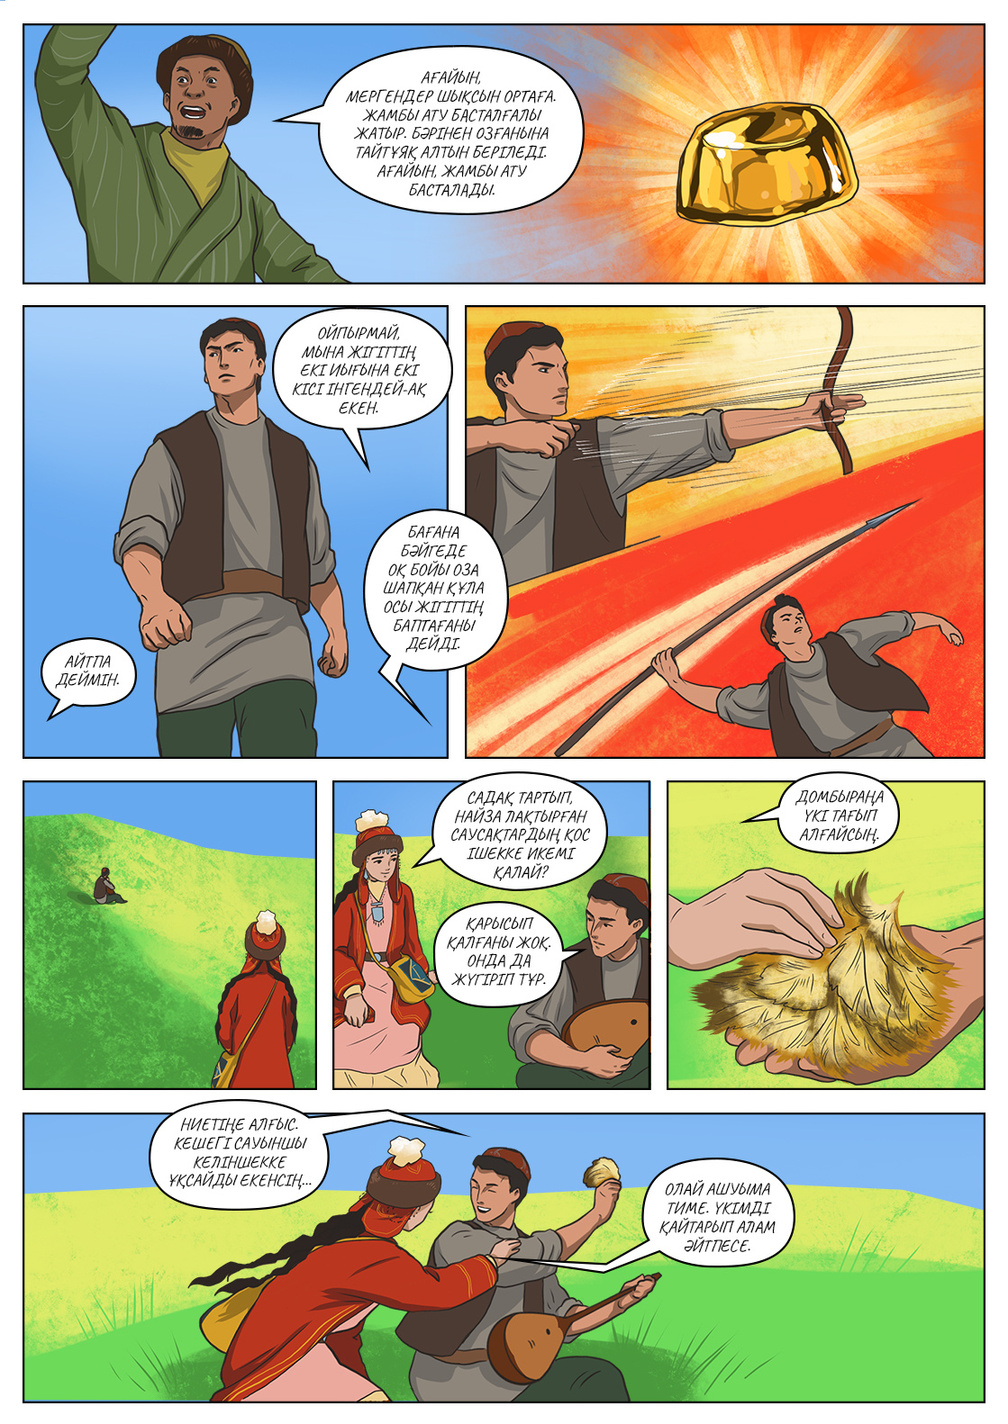 АҒАЙЫН,
МЕРГЕНДЕР ШЫҚСЫН ОРТАҒА.
ЖАМБЫ АТУ БАСТАЛҒАЛЫ
ЖАТЫР. БӘРІНЕН ОЗҒАНЫНА
ТАЙТҰЯҚ АЛТЫН БЕРІЛЕДІ.
АҒАЙЫН, ЖАМБЫ АТУ
БАСТАЛАДЫ.
ОЙПЫРМАЙ,
МЫНА ЖІГІТТІҢ
ЕКІ ИЫҒЫНА ЕКІ
КІСІ ІНГЕНДЕЙ-АҚ
ЕКЕН.
БАҒАНА
БӘЙГЕДЕ
ОҚ БОЙЫ ОЗА
ШАПҚАН ҚҰЛА
ОСЫ ЖІГІТТІҢ
БАПТАҒАНЫ
ДЕЙДІ.
АЙТПА
ДЕЙМІН.
САДАҚ ТАРТЫП,
НАЙЗА ЛАҚТЫРҒАН
САУСАҚТАРДЫҢ ҚОС
ІШЕККЕ ИКЕМІ
ҚАЛАЙ?
ҚАРЫСЫП
ҚАЛҒАНЫ ЖОҚ.
ОНДА ДА
ЖҮГІРІП ТҰР.
ДОМБЫРАҢА
ҮКІ ТАҒЫП
АЛҒАЙСЫҢ.
НИЕТІҢЕ АЛҒЫС.
КЕШЕГІ САУЫНШЫ
КЕЛІНШЕККЕ
ҰҚСАЙДЫ ЕКЕНСІҢ...
ОЛАЙ АШУЫМА
ТИМЕ. ҮКІМДІ
ҚАЙТАРЫП АЛАМ
ӘЙТПЕСЕ.